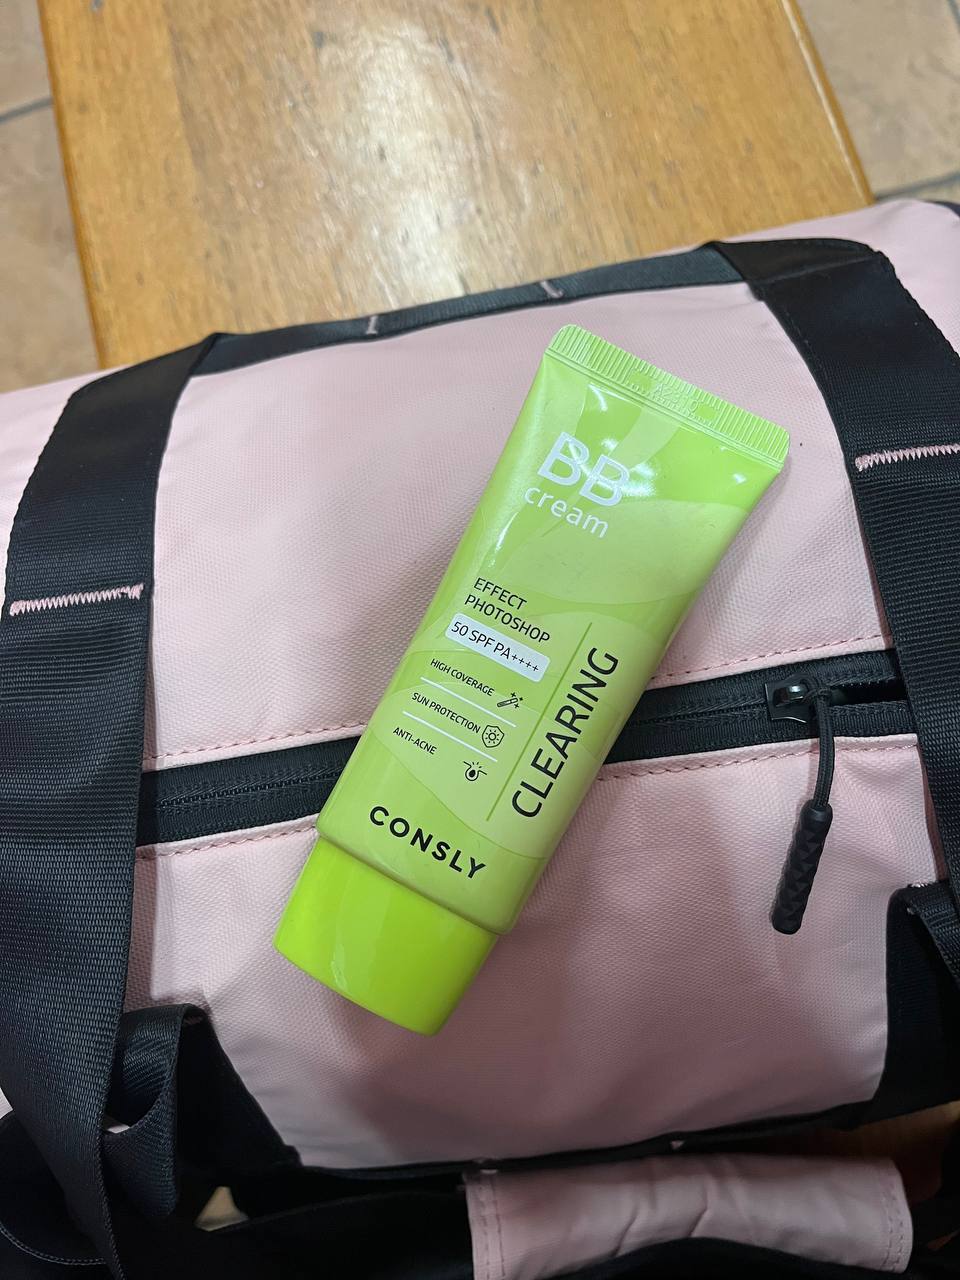 BB
cream
EFFECT
PHOTOSHOP
50 SPF PA++++
HIGH COVERAGE
SUN PROTECTION
ANTI-ACNE
CLEARING
CONSLY